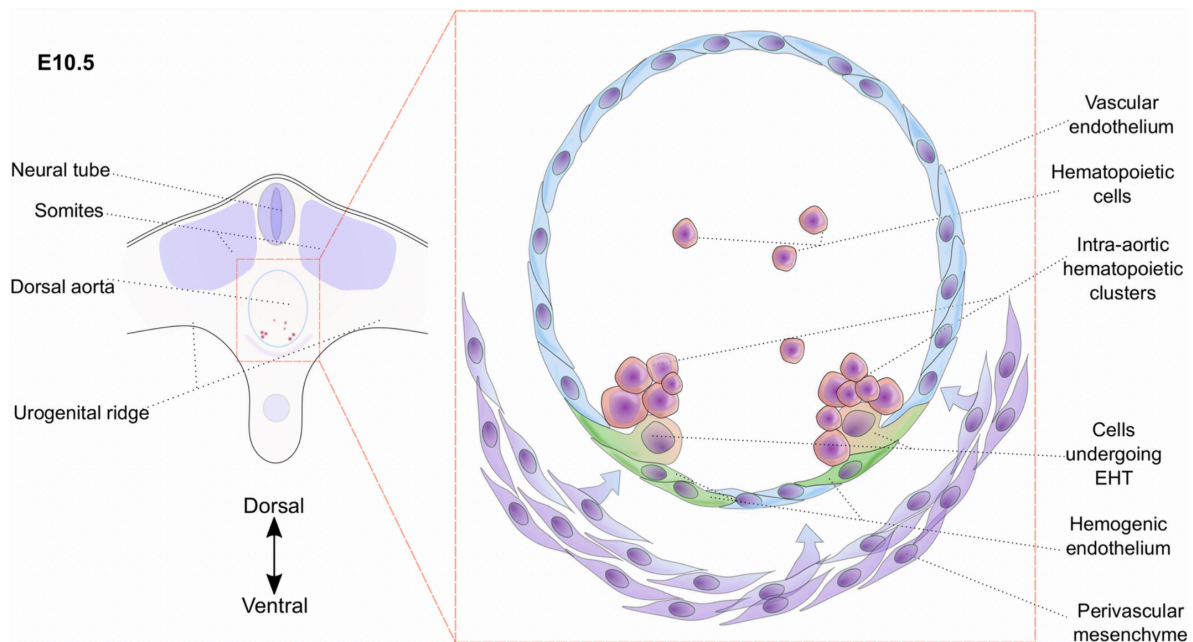 E10.5
Neural tube
Somites
Dorsal aorta
Urogenital ridge
Dorsal
Ventral
Vascular
endothelium
Hematopoietic
cells
Intra-aortic
hematopoietic
clusters
Cells
undergoing
EHT
Hemogenic
endothelium
Perivascular
mesenchyme